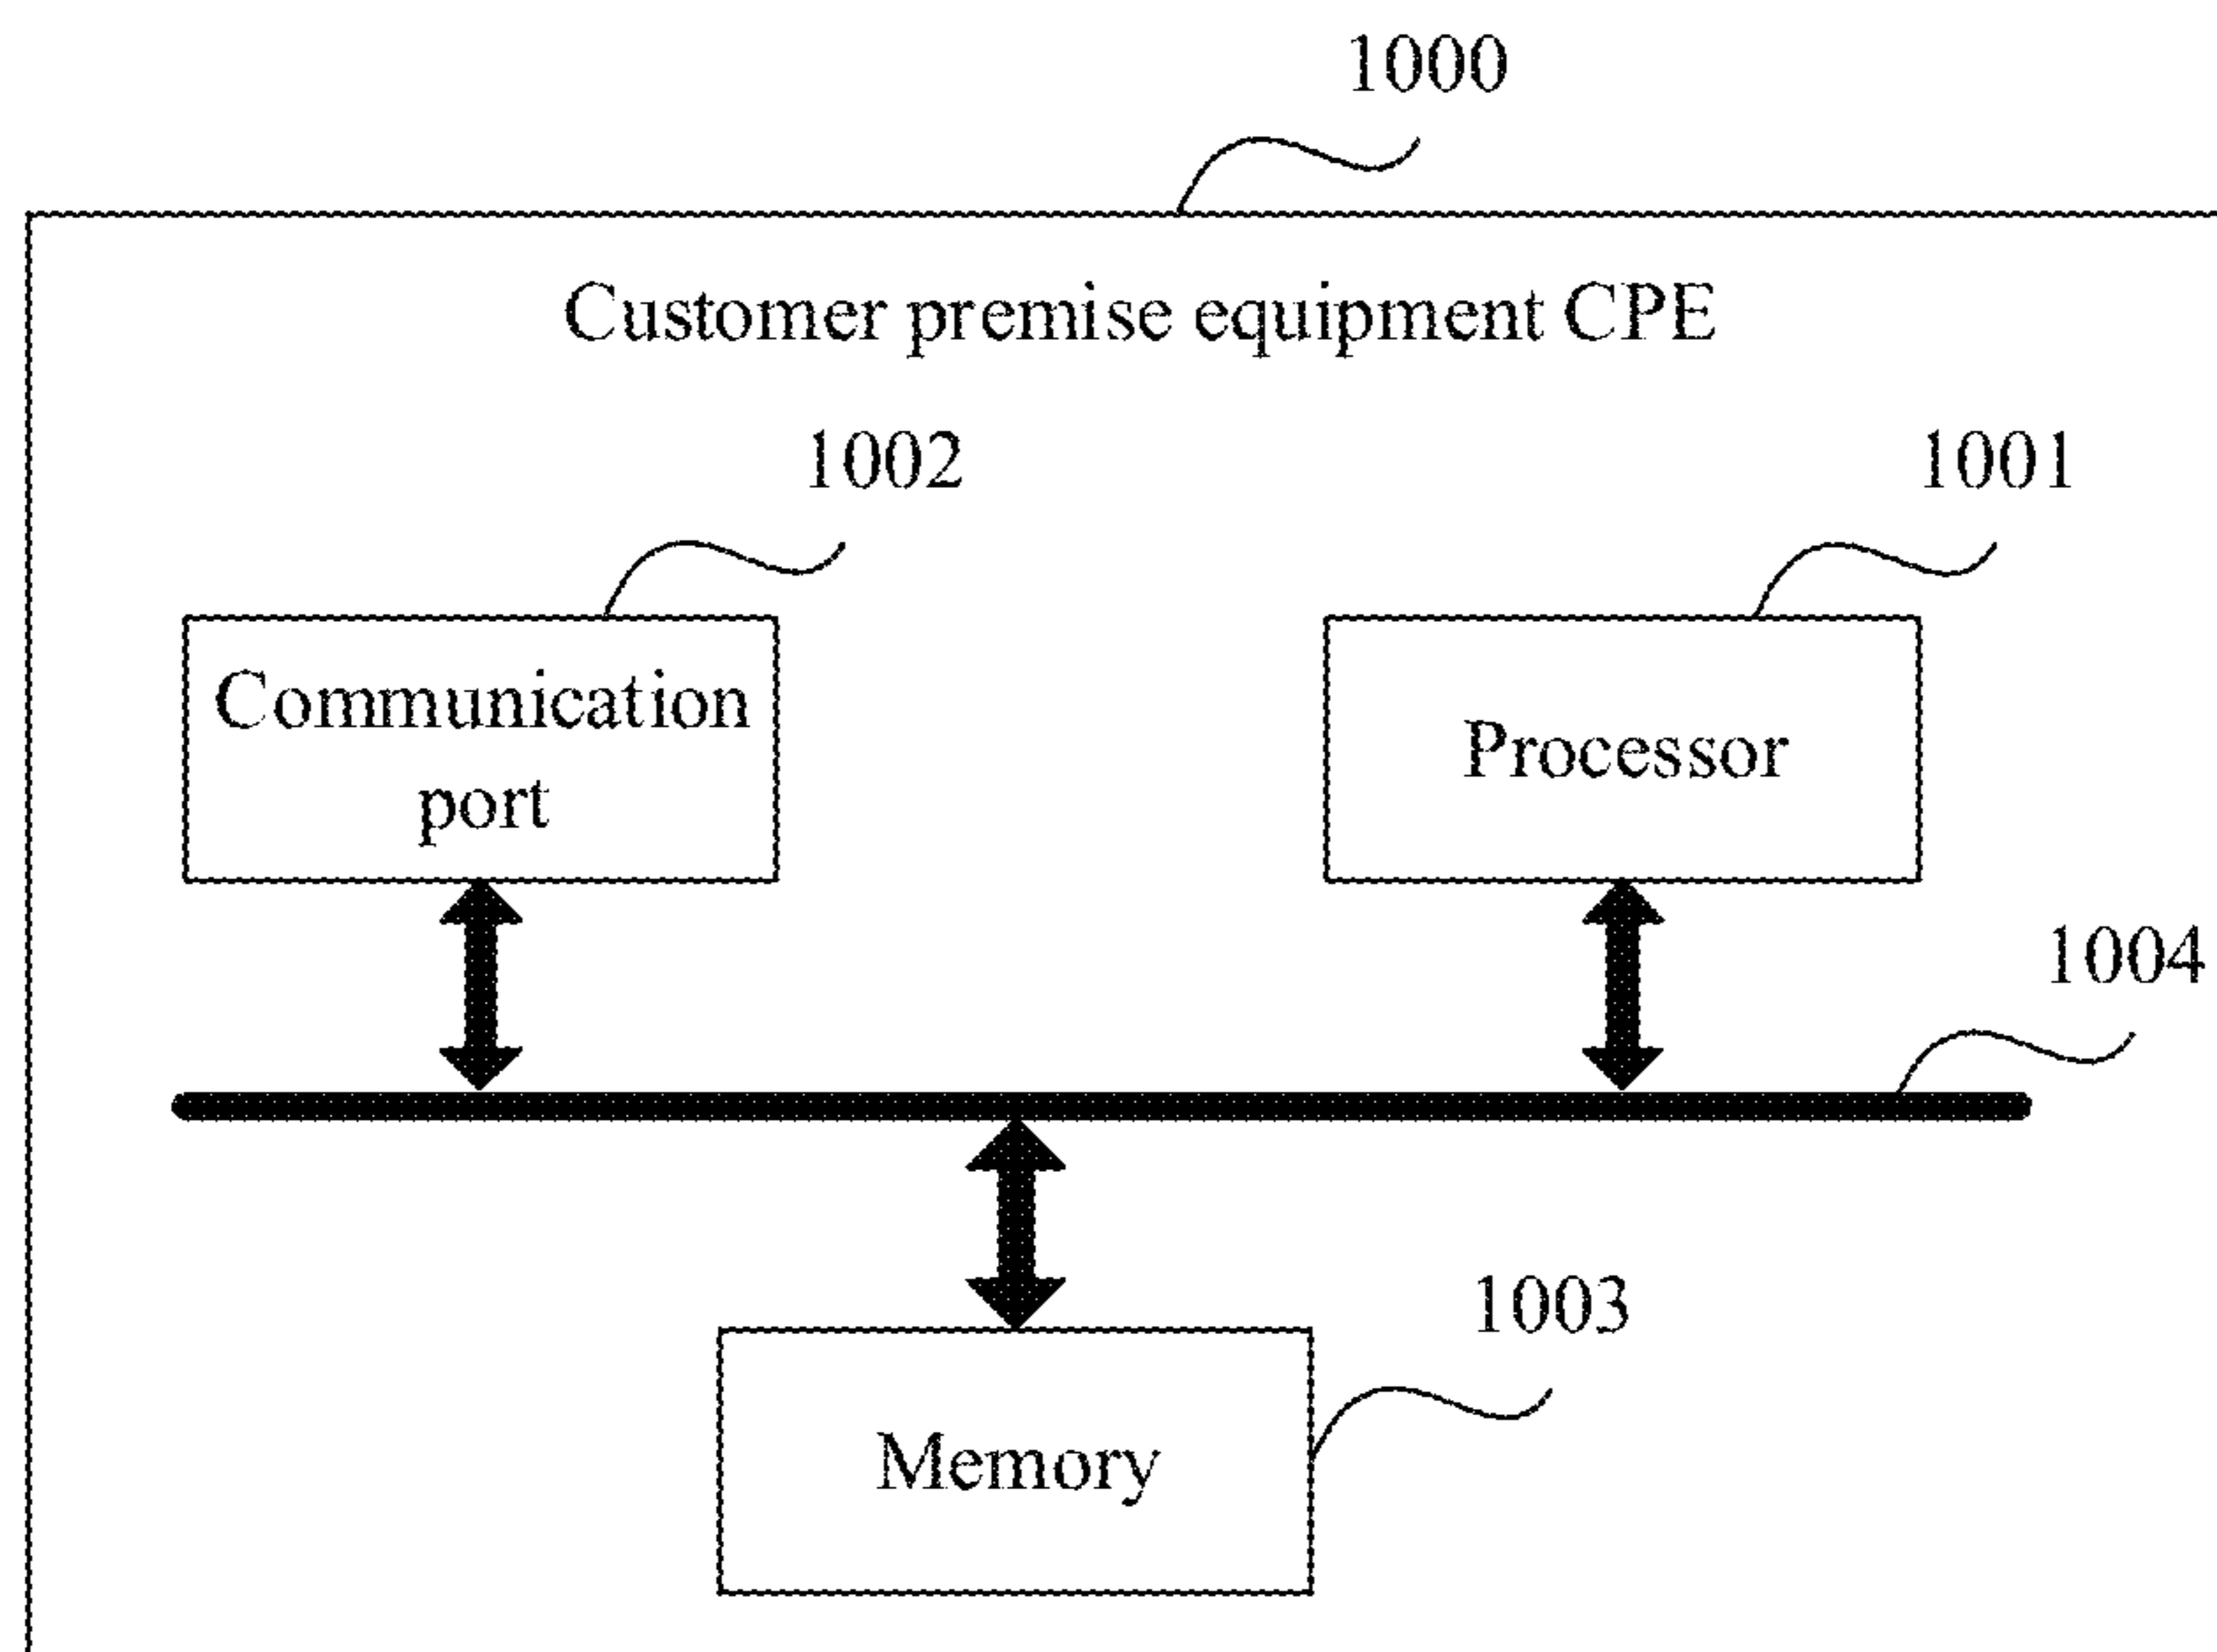 1000
Customer premise equipment CPE
1002
1001
Communication
port
Processor
1004
1003
Memory